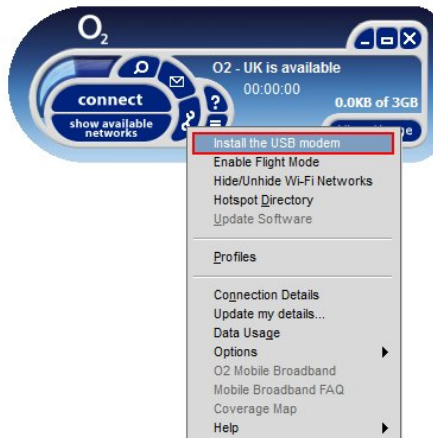 O2
O2 - UK is available
00:00:00
0.0KB of 3GB
connect
show available
networks
?
Install the USB modem
Enable Flight Mode
Hide/Unhide Wi-Fi Networks
Hotspot Directory
Update Software
Profiles
Connection Details
Update my details...
Data Usage
Options
O2 Mobile Broadband
Mobile Broadband FAQ
Coverage Map
Help